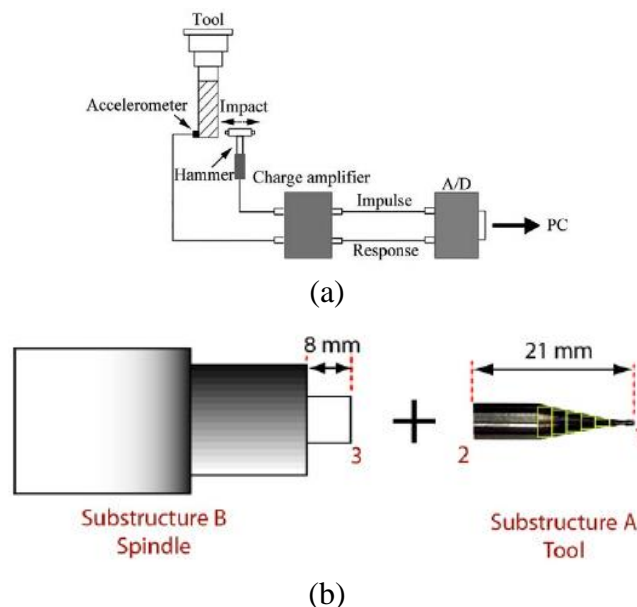 Tool
Accelerometer
Impact
Hammer
Charge amplifier
A/D
Impulse
Response
PC
(a)
8 mm
21 mm
3
2
Substructure B
Spindle
Substructure A
Tool
(b)